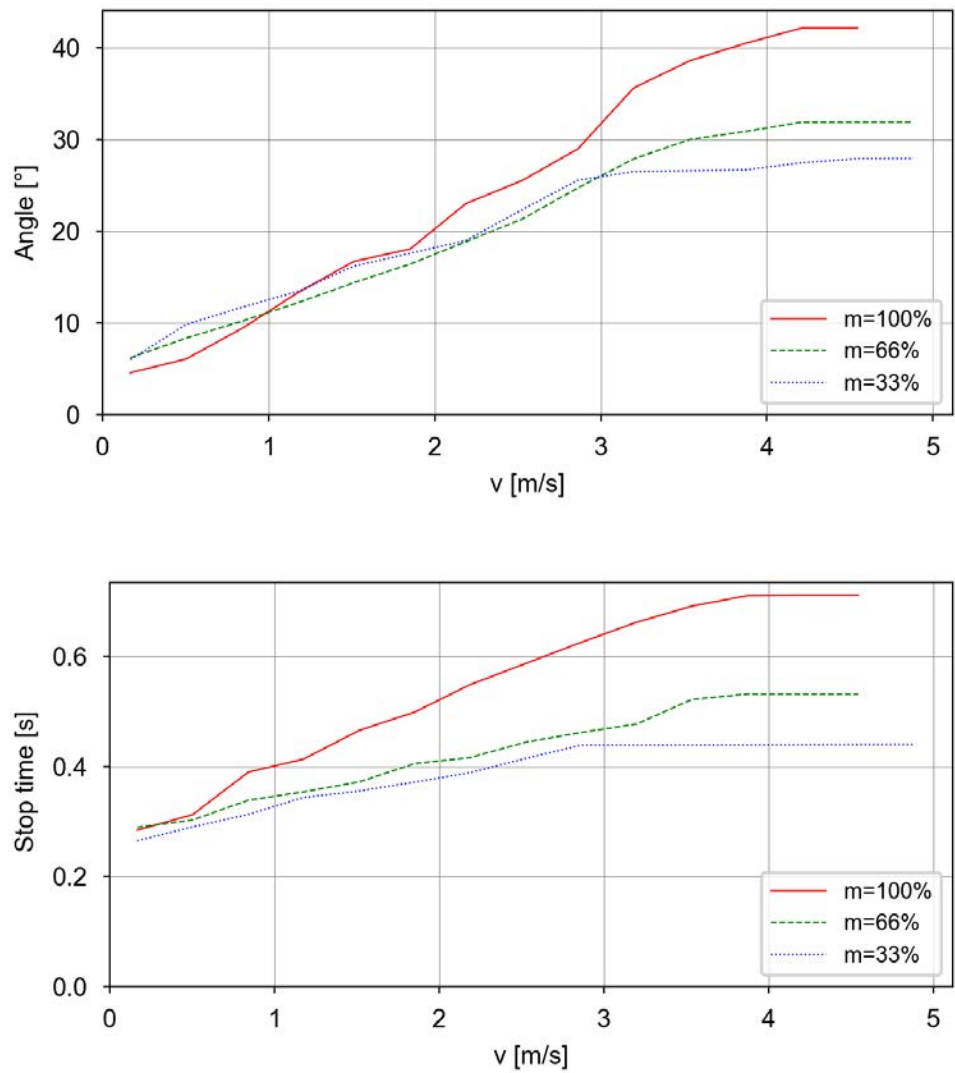 40
30
20
10
0
Angle [°]
m=100%
m=66%
m=33%
0 1 2 3 4 5
v [m/s]
0.6
0.4
0.2
0.0
Stop time [s]
m=100%
m=66%
m=33%
0 1 2 3 4 5
v [m/s]